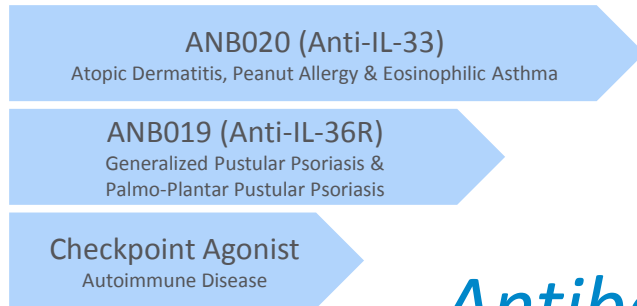 ANB020 (Anti-IL-33)
Atopic Dermatitis, Peanut Allergy & Eosinophilic Asthma
ANB019 (Anti-IL-36R)
Generalized Pustular Psoriasis &
Palmo-Plantar Pustular Psoriasis
Checkpoint Agonist
Autoimmune Disease